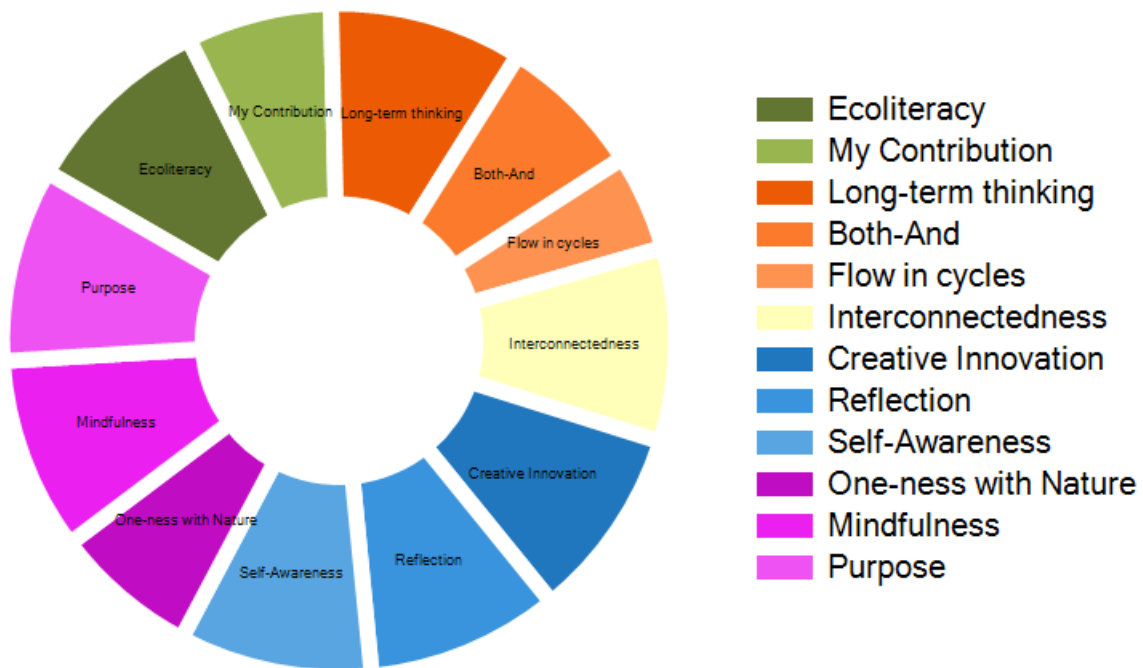 My Contribution
Long-term thinking
Ecoliteracy
Both-And
Flow in cycles
Purpose
Interconnectedness
Mindfulness
Creative Innovation
One-ness with Nature
Self-Awareness
Reflection
Ecoliteracy
My Contribution
Long-term thinking
Both-And
Flow in cycles
Interconnectedness
Creative Innovation
Reflection
Self-Awareness
One-ness with Nature
Mindfulness
Purpose